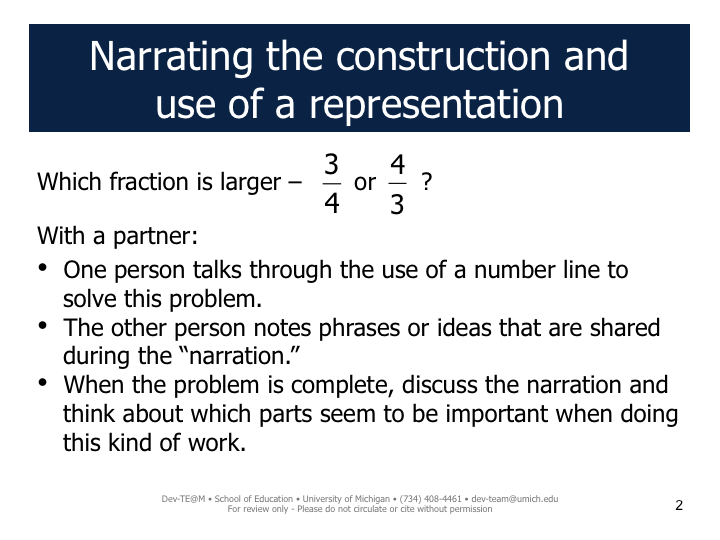 Narrating the construction and
use of a representation
Which fraction is larger – 3/4 or 4/3 ?
With a partner:
• One person talks through the use of a number line to
solve this problem.
• The other person notes phrases or ideas that are shared
during the “narration.”
• When the problem is complete, discuss the narration and
think about which parts seem to be important when doing
this kind of work.
Dev-TE@M • School of Education • University of Michigan • (734) 408-4461 • dev-team@umich.edu
For review only - Please do not circulate or cite without permission
2